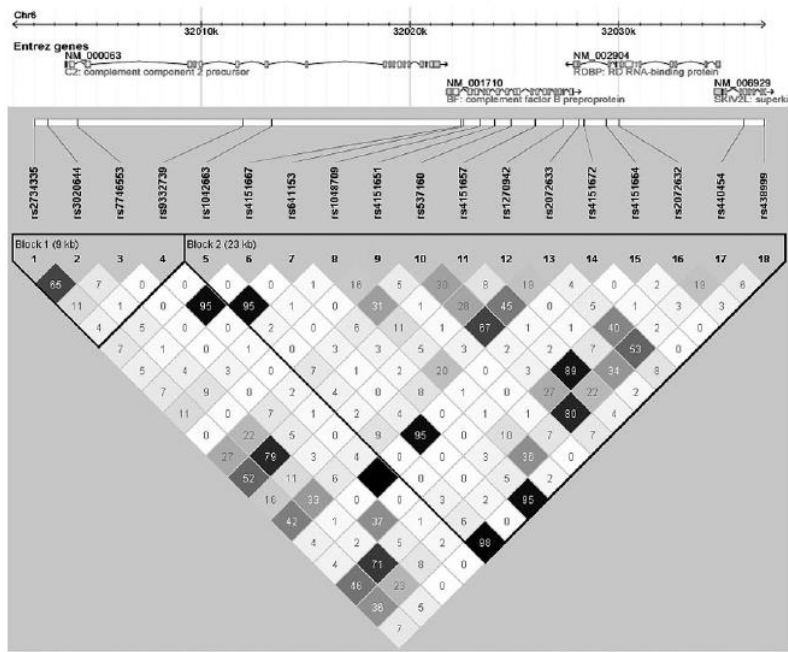 Chr6
32010k 32020k 32030k
Entrez genes
NM_000063 NM_002904
C2: complement component 2 precursor RDBP: RD RNA-binding protein
NM_001710 NM_006929
BF: complement factor B preproprotein SKIV2L: superki
rs2734335
rs3020644
rs7746553
rs9332739
rs1042663
rs4151667
rs641153
rs1048709
rs4151651
rs537160
rs4151657
rs1270942
rs2072633
rs4151672
rs4151664
rs2072632
rs440454
rs438999
Block 1 (9 kb) Block 2 (23 kb)
1 2 3 4 5 6 7 8 9 10 11 12 13 14 15 16 17 18
65 7 0 0 0 0 0 16 5 30 8 19 4 0 2 19 6
11 1 0 95 95 1 0 31 1 28 45 0 5 1 3 3
4 5 0 2 0 0 6 11 1 67 1 1 40 2 0
7 1 0 1 0 3 3 5 3 2 2 7 53 0
5 4 3 0 7 1 2 20 0 3 89 34 8
7 9 0 2 4 0 8 1 0 27 22 2
11 0 7 1 2 4 0 1 1 80 4
0 22 5 0 9 95 0 10 7 7
27 79 3 4 0 0 36
52 11 6 0 3 5 2
16 33 0 0 3 2 95
42 37 1 6 0
4 2 5 2 98
4 71 8 0
46 23 0
36 5
7